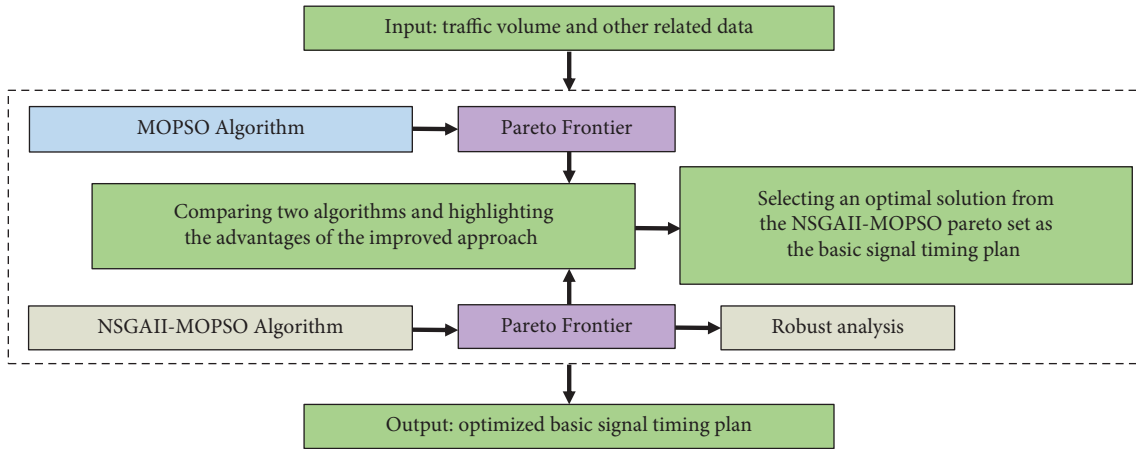 Input: traffic volume and other related data
MOPSO Algorithm
Pareto Frontier
Comparing two algorithms and highlighting
the advantages of the improved approach
Selecting an optimal solution from
the NSGAII-MOPSO pareto set as
the basic signal timing plan
NSGAII-MOPSO Algorithm
Pareto Frontier
Robust analysis
Output: optimized basic signal timing plan